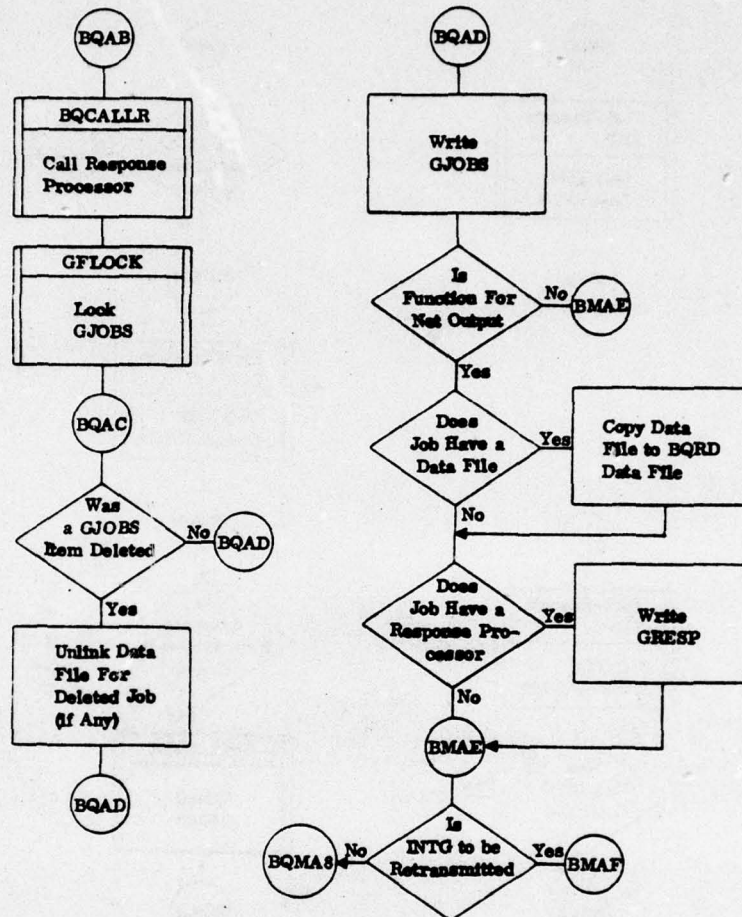 BQAB
BQCALLR
Call Response
Processor
GFLOCK
Look
GJOBS
BQAC
Was
a GJOBS
Item Deleted
No
BQAD
Yes
Unlink Data
File For
Deleted Job
(if Any)
BQAD
BQAD
Write
GJOBS
Is
Function For
Net Output
No
BMAE
Yes
Does
Job Have a
Data File
Yes
Copy Data
File to BQRD
Data File
No
Does
Job Have a
Response Pro-
cessor
Yes
Write
GRESP
No
BMAE
Is
INTG to be
Retransmitted
No
BQMA8
Yes
BMAF